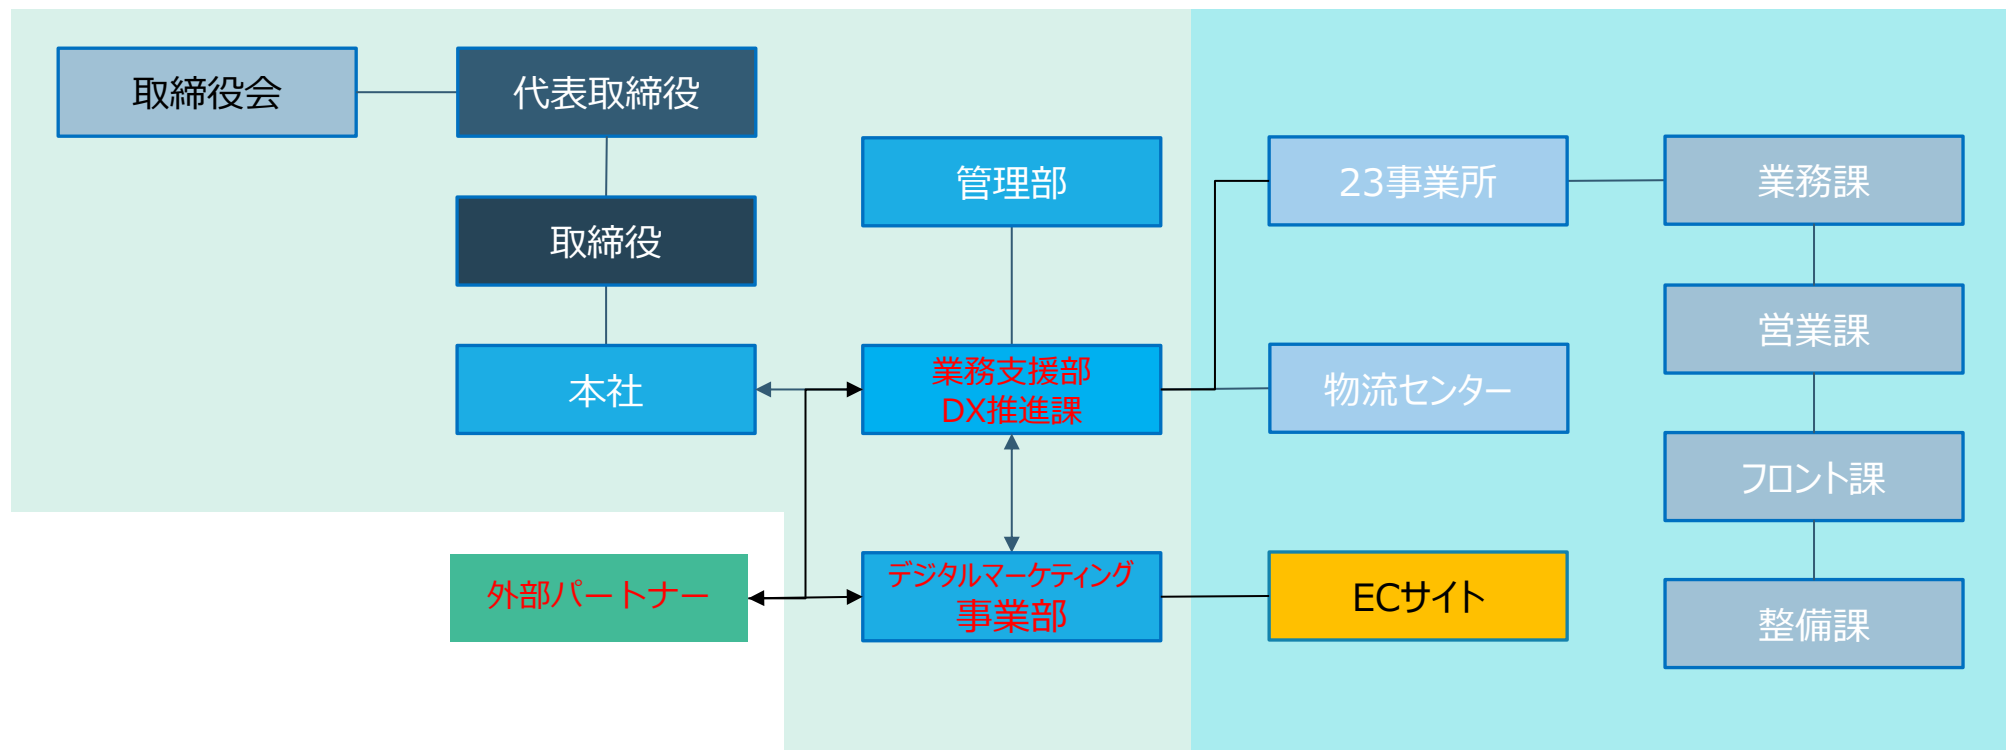 取締役会
代表取締役
管理部
23事業所
業務課
取締役
営業課
本社
業務支援部
DX推進課
物流センター
フロント課
外部パートナー
デジタルマーケティング
事業部
ECサイト
整備課